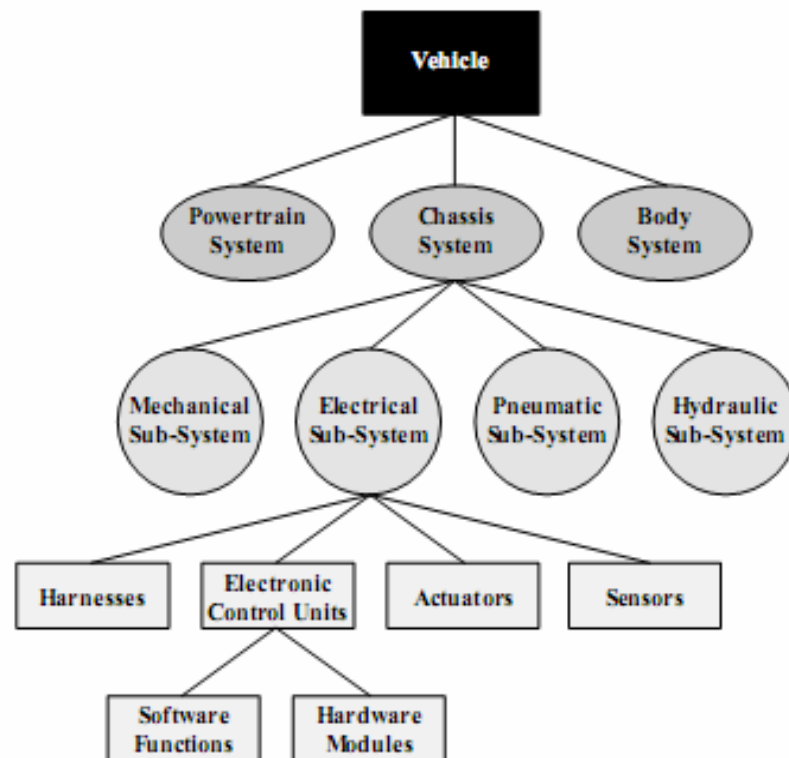 Vehicle
Powertrain
System
Chassis
System
Body
System
Mechanical
Sub-System
Electrical
Sub-System
Pneumatic
Sub-System
Hydraulic
Sub-System
Harnesses
Electronic
Control Units
Actuators
Sensors
Software
Functions
Hardware
Modules